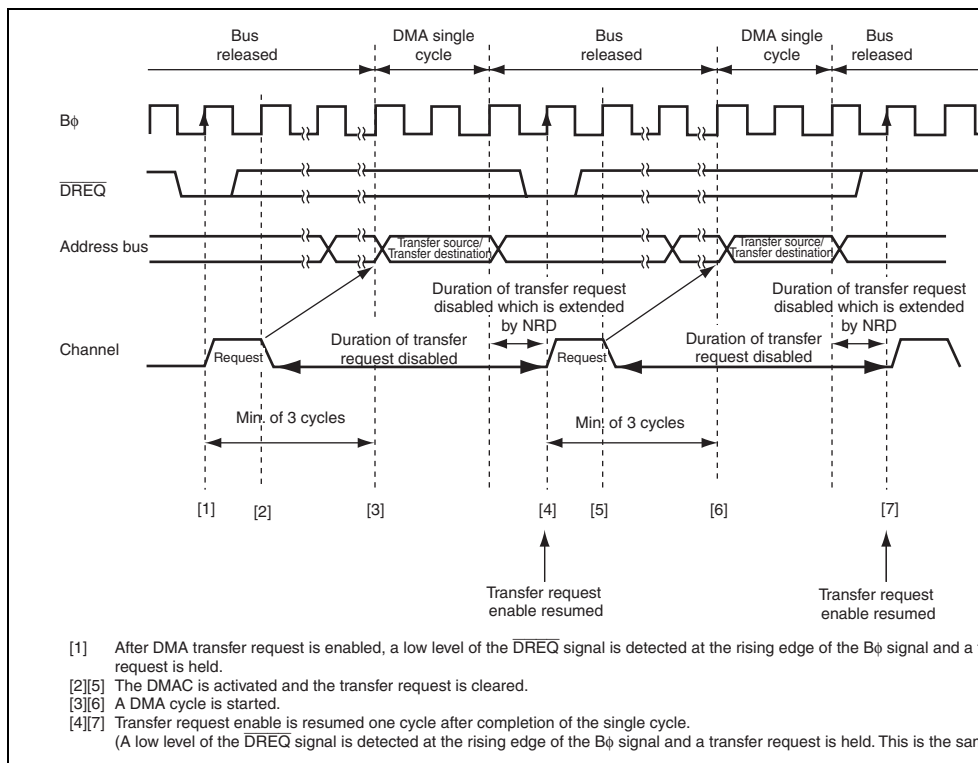 Bus released
DMA single cycle
Bus released
DMA single cycle
Bus released
Bφ
DREQ
Address bus
Transfer source/
Transfer destination
Transfer source/
Transfer destination
Channel
Request
Duration of transfer
request disabled
Duration of transfer request
disabled which is extended
by NRD
Request
Duration of transfer
request disabled
Duration of transfer request
disabled which is extended
by NRD
Min. of 3 cycles
Min. of 3 cycles
[1] [2] [3] [4] [5] [6] [7]
Transfer request
enable resumed
Transfer request
enable resumed
[1] After DMA transfer request is enabled, a low level of the DREQ signal is detected at the rising edge of the Bφ signal and a
request is held.
[2][5] The DMAC is activated and the transfer request is cleared.
[3][6] A DMA cycle is started.
[4][7] Transfer request enable is resumed one cycle after completion of the single cycle.
(A low level of the DREQ signal is detected at the rising edge of the Bφ signal and a transfer request is held. This is the